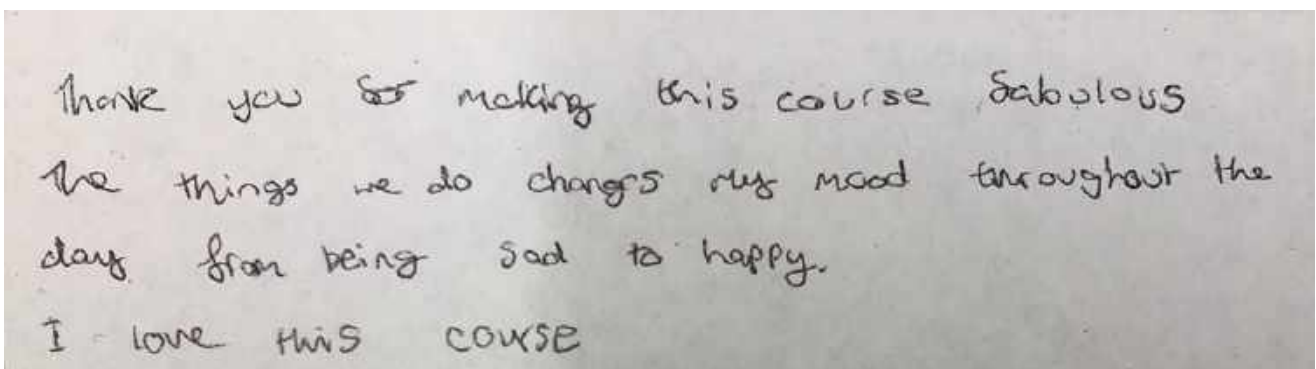 Thank you for making this course fabulous
The things we do changes my mood throughout the
day from being sad to happy.
I love this course